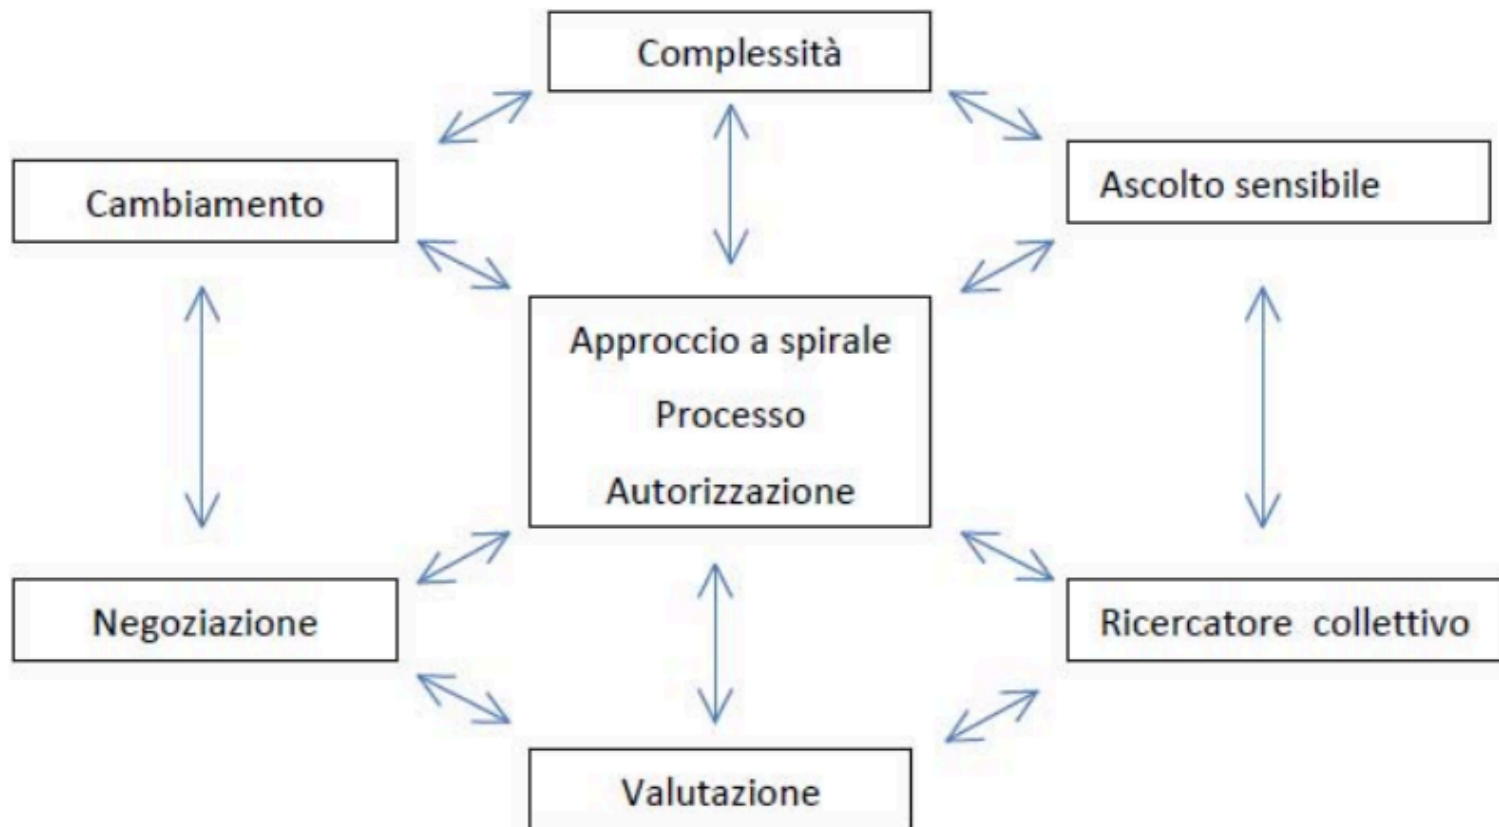 Complessità
Cambiamento
Ascolto sensibile
Approccio a spirale
Processo
Autorizzazione
Negoziazione
Ricercatore collettivo
Valutazione